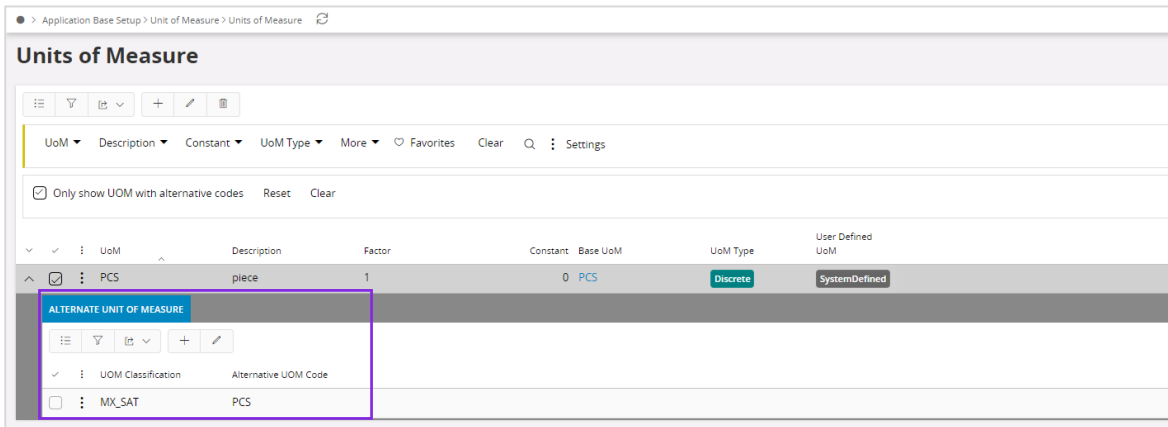 > Application Base Setup > Unit of Measure > Units of Measure
Units of Measure
UoM Description Constant UoM Type More Favorites Clear Settings
Only show UOM with alternative codes Reset Clear
User Defined
UoM Description Factor Constant Base UoM UoM Type UoM
PCS piece 1 0 PCS Discrete SystemDefined
ALTERNATE UNIT OF MEASURE
UOM Classification Alternative UOM Code
MX_SAT PCS